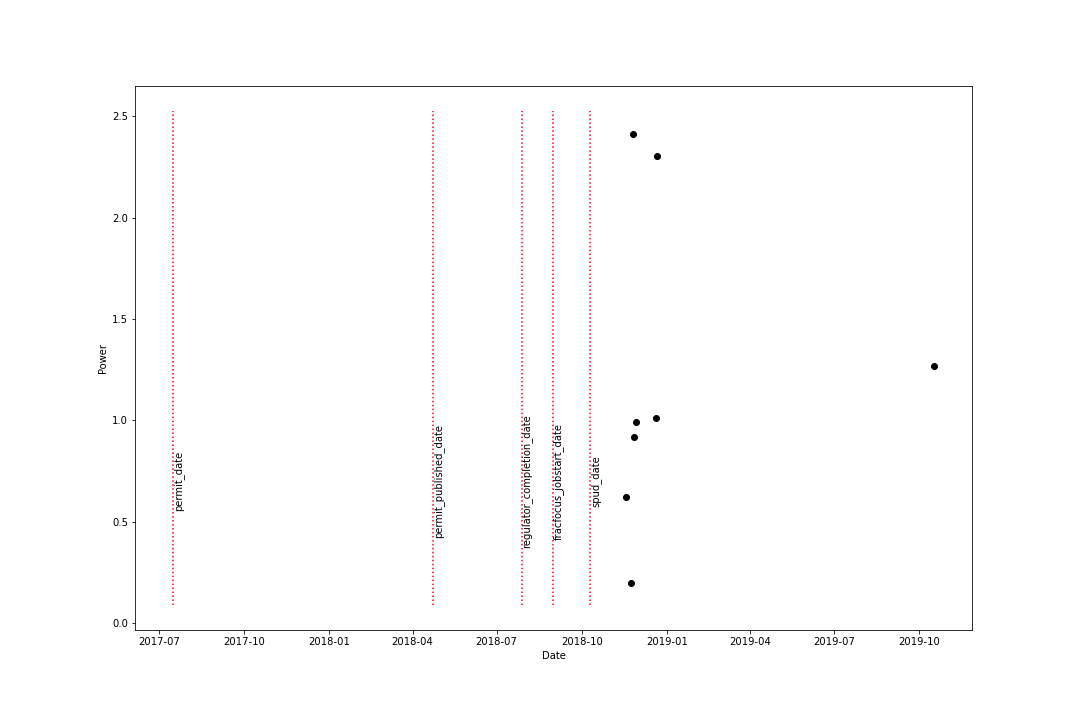 2.5
2.0
1.5
1.0
0.5
0.0
Power
permit_date
permit_published_date
regulator_completion_date
fracfocus_jobstart_date
spud_date
2017-07
2017-10
2018-01
2018-04
2018-07
2018-10
2019-01
2019-04
2019-07
2019-10
Date